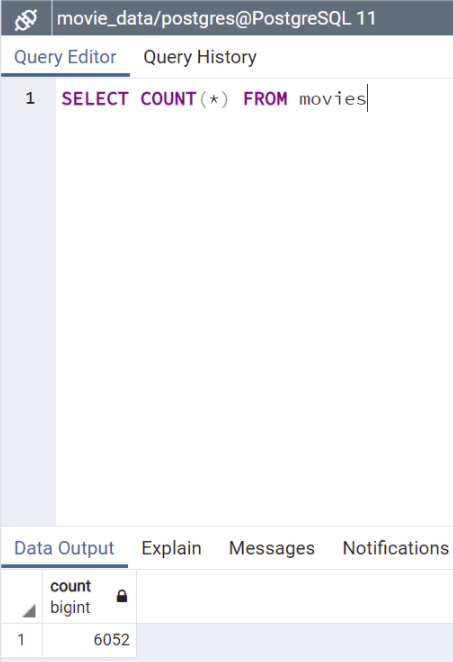 movie_data/postgres@PostgreSQL 11
Query Editor Query History
1 SELECT COUNT(*) FROM movies
Data Output Explain Messages Notifications
count
bigint
1 6052